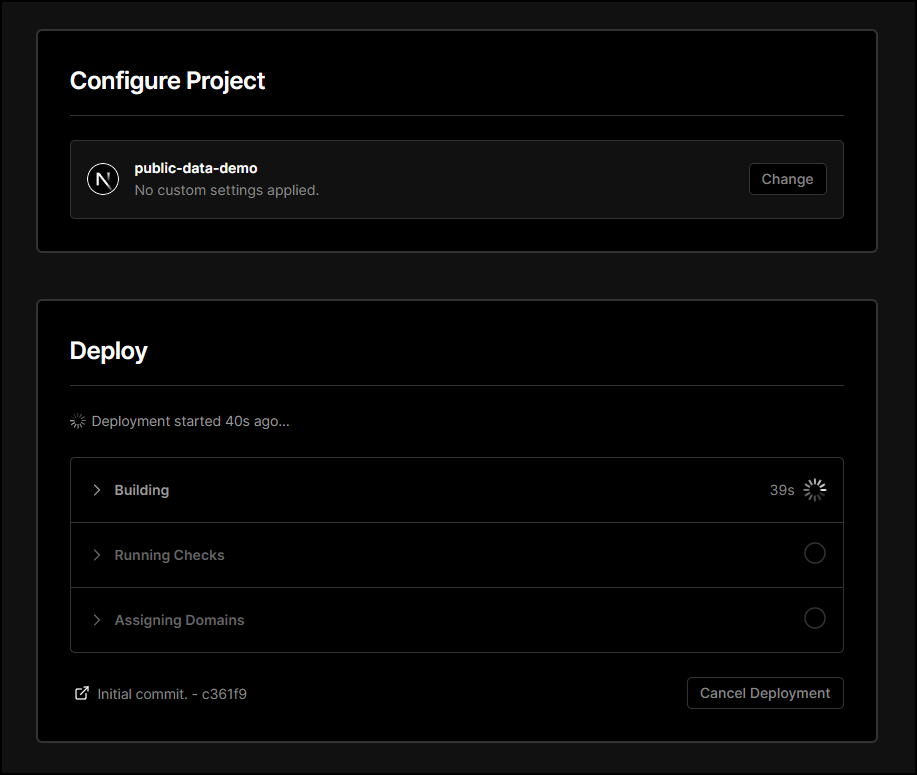 Configure Project
public-data-demo
No custom settings applied.
Change
Deploy
Deployment started 40s ago...
Building
39s
Running Checks
Assigning Domains
Initial commit. - c361f9
Cancel Deployment